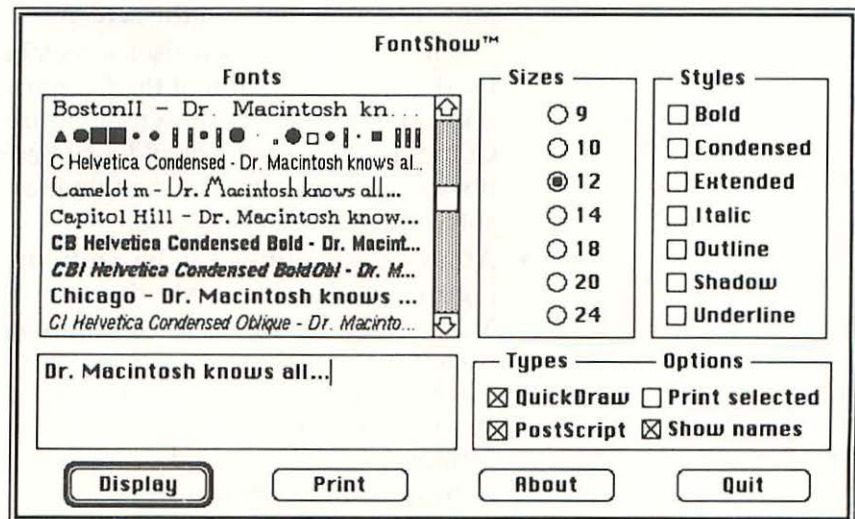 FontShow™
Fonts
BostonII - Dr. Macintosh kn...
C Helvetica Condensed - Dr. Macintosh knows al...
Camelot m - Dr. Macintosh knows all...
Capitol Hill - Dr. Macintosh know...
CB Helvetica Condensed Bold - Dr. Macint...
CBI Helvetica Condensed BoldObl - Dr. M...
Chicago - Dr. Macintosh knows ...
CI Helvetica Condensed Oblique - Dr. Macinto...
Dr. Macintosh knows all...
Sizes
9
10
12
14
18
20
24
Styles
Bold
Condensed
Extended
Italic
Outline
Shadow
Underline
Types
QuickDraw
PostScript
Options
Print selected
Show names
Display
Print
About
Quit